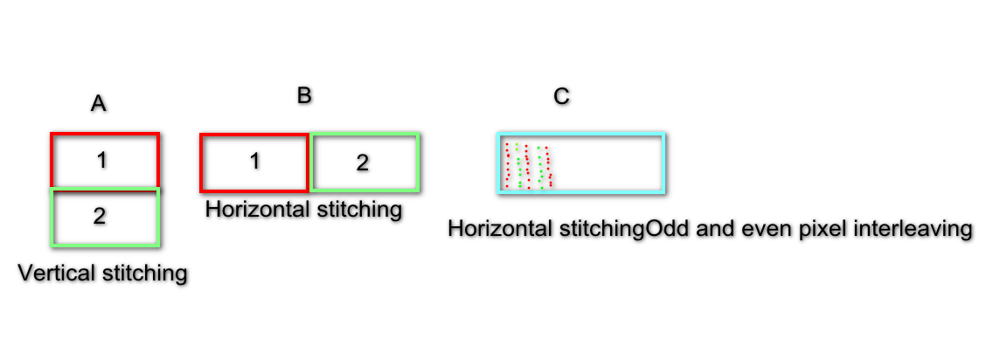 A
1
2
Vertical stitching
B
1
2
Horizontal stitching
C
Horizontal stitchingOdd and even pixel interleaving